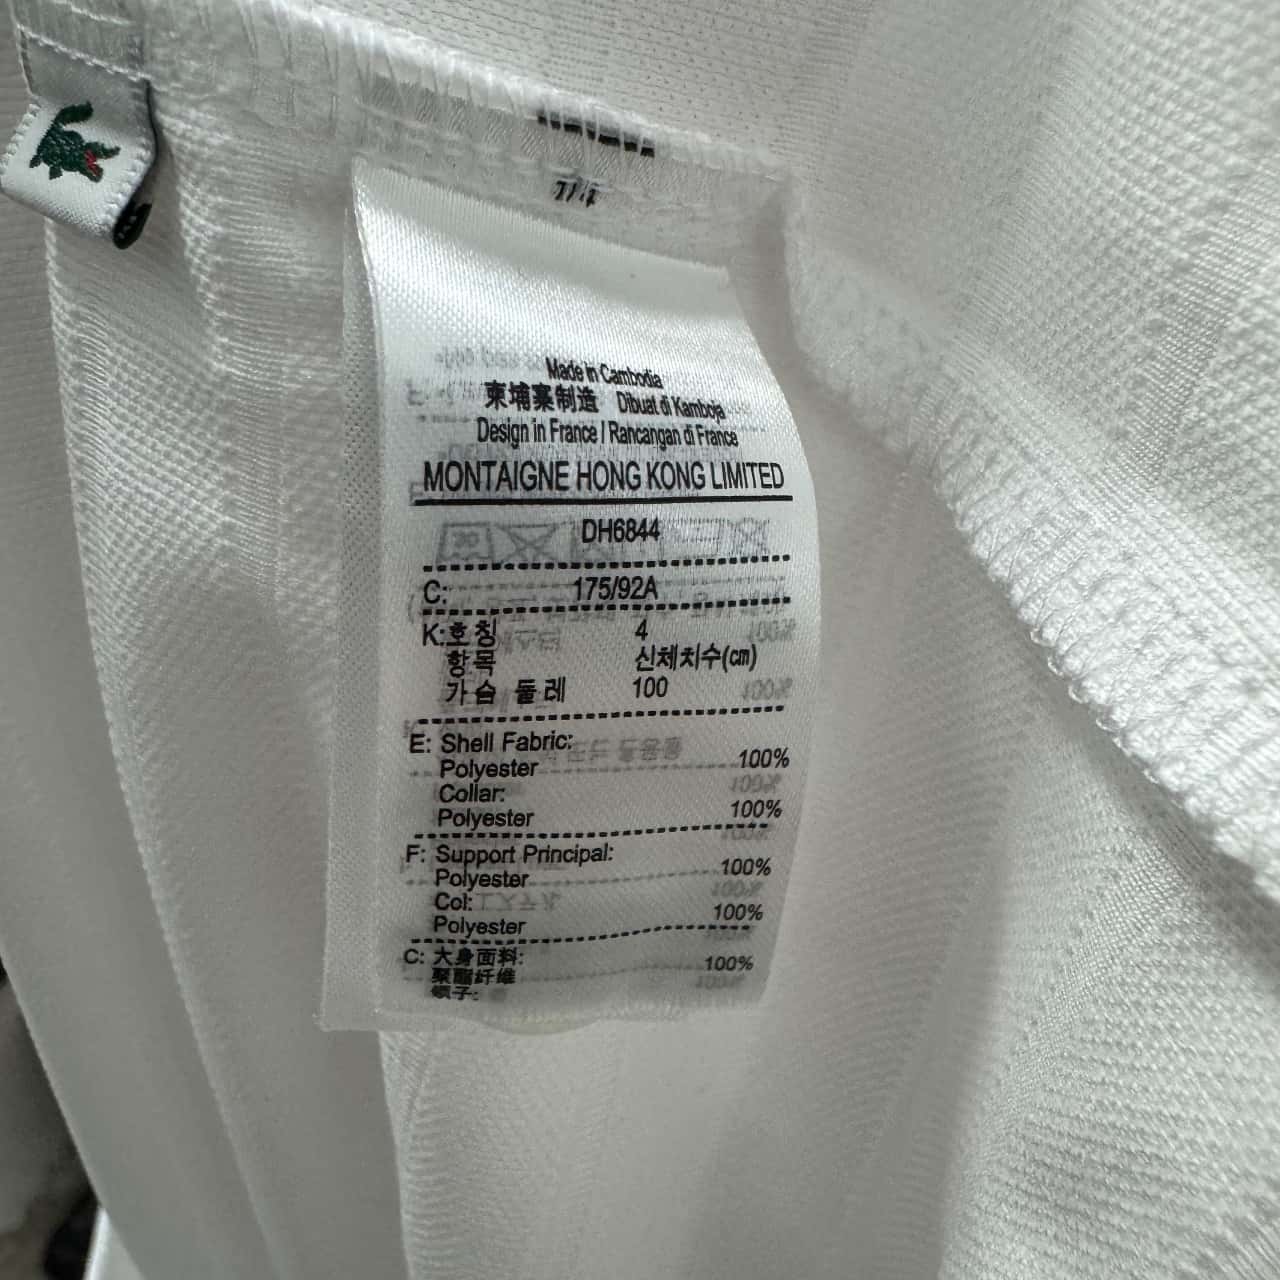 Made in Cambodia
柬埔寨制造 Dibuat di Kamboja
Design in France / Rancangan di France
MONTAIGNE HONG KONG LIMITED
DH6844
C: 175/92A
K:호칭 4
항목 신체치수(cm)
가슴 둘레 100
E: Shell Fabric:
Polyester 100%
Collar:
Polyester 100%
F: Support Principal:
Polyester 100%
Col:
Polyester 100%
C: 大身面料:
聚酯纤维 100%
领子: